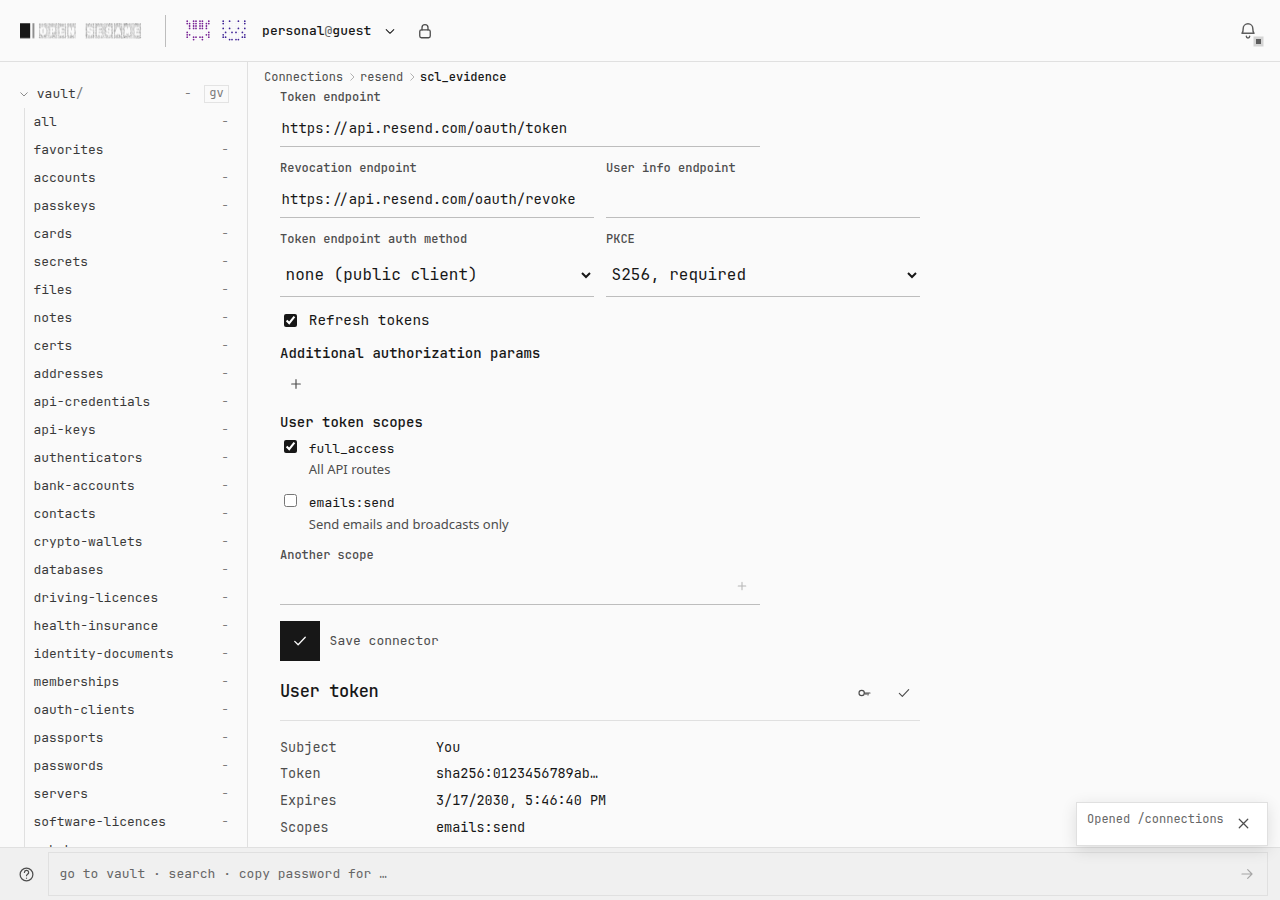 OPEN SESAME
personal@guest
Connections > resend > scl_evidence
vault/ - gv
all -
favorites -
accounts -
passkeys -
cards -
secrets -
files -
notes -
certs -
addresses -
api-credentials -
api-keys -
authenticators -
bank-accounts -
contacts -
crypto-wallets -
databases -
driving-licences -
health-insurance -
identity-documents -
memberships -
oauth-clients -
passports -
passwords -
servers -
software-licences -
Token endpoint
https://api.resend.com/oauth/token
Revocation endpoint
User info endpoint
https://api.resend.com/oauth/revoke
Token endpoint auth method
PKCE
none (public client)
S256, required
Refresh tokens
Additional authorization params
User token scopes
full_access
All API routes
emails:send
Send emails and broadcasts only
Another scope
Save connector
User token
Subject You
Token sha256:0123456789ab…
Expires 3/17/2030, 5:46:40 PM
Scopes emails:send
Opened /connections
go to vault · search · copy password for …